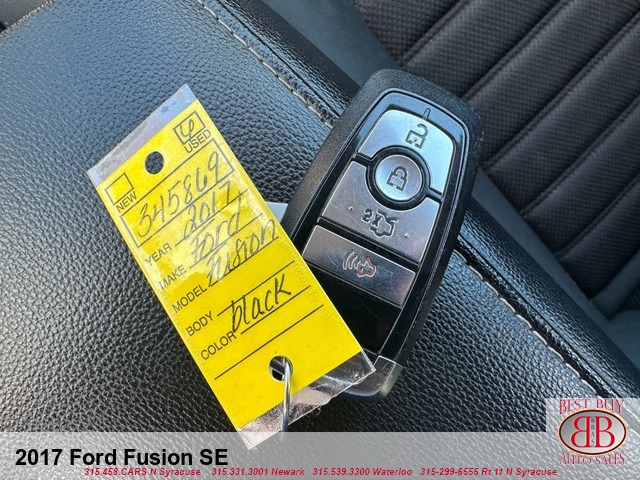 NEW
USED
345869
YEAR 2017
MAKE Ford
MODEL Fusion
BODY
COLOR black
2X
BEST BUY
BB
AUTO SALES
2017 Ford Fusion SE
315.458.CARS N Syracuse 315.331.3001 Newark 315.539.3300 Waterloo 315-299-6555 Rt 11 N Syracuse